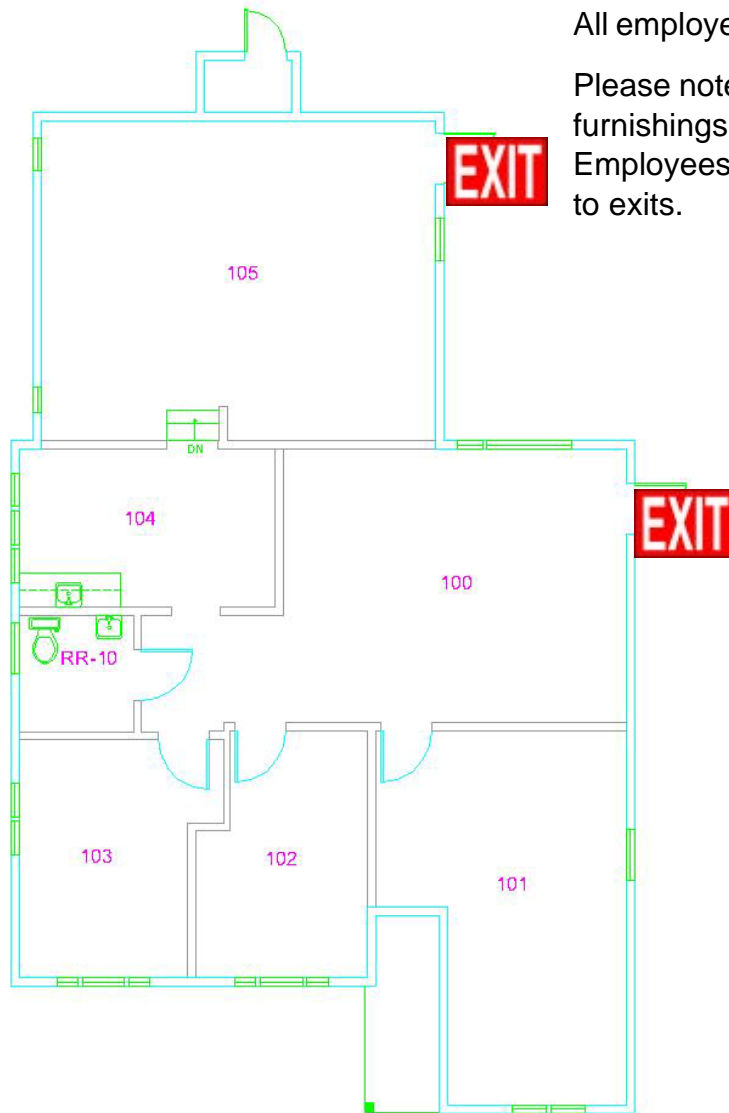 All employe
Please note
furnishings
Employees
to exits.
EXIT
105
DN
104
EXIT
100
RR-10
103
102
101